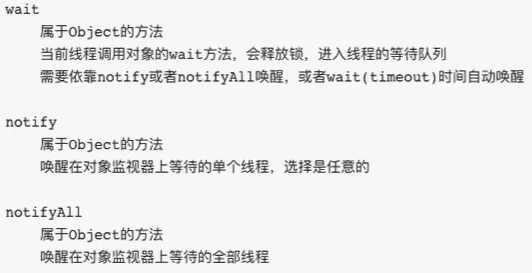 wait
属于Object的方法
当前线程调用对象的wait方法，会释放锁，进入线程的等待队列
需要依靠notify或者notifyAll唤醒，或者wait(timeout)时间自动唤醒
notify
属于Object的方法
唤醒在对象监视器上等待的单个线程，选择是任意的
notifyAll
属于Object的方法
唤醒在对象监视器上等待的全部线程